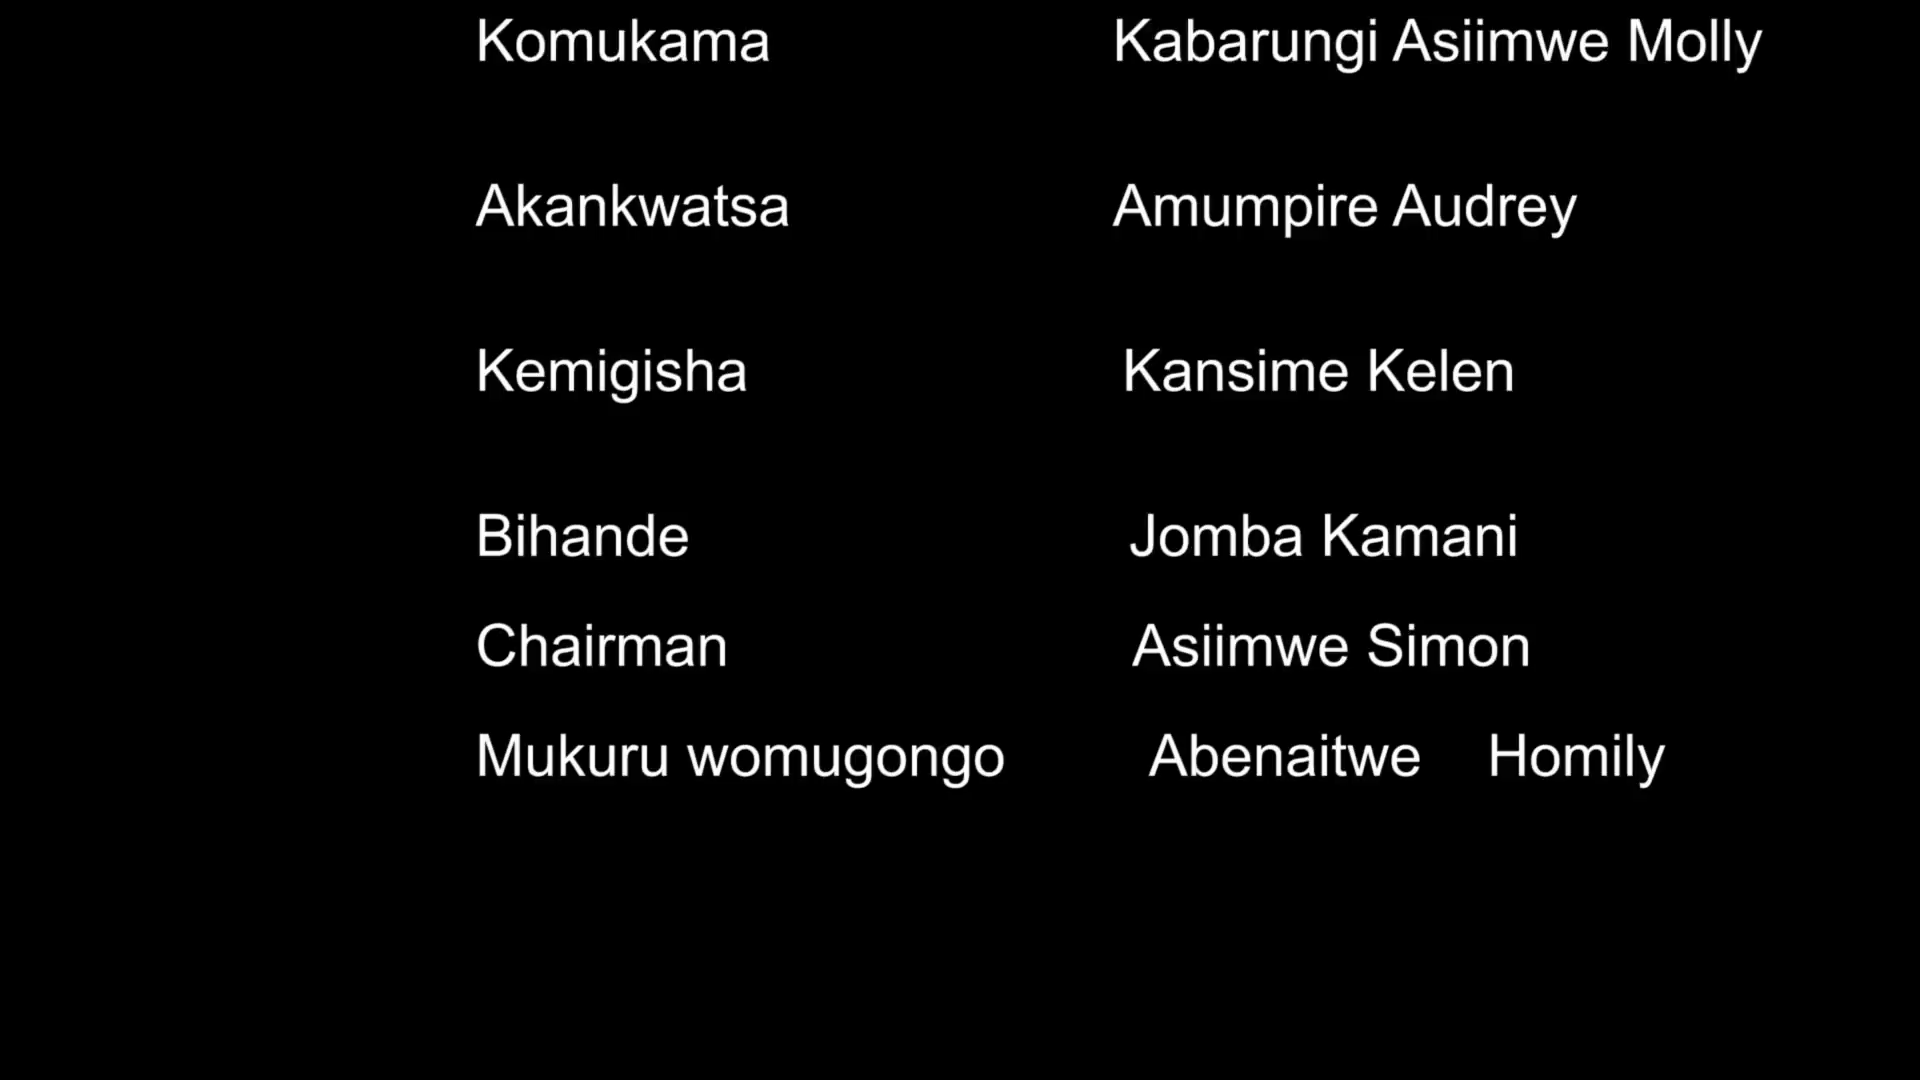 Komukama Kabarungi Asiimwe Molly
Akankwatsa Amumpire Audrey
Kemigisha Kansime Kelen
Bihande Jomba Kamani
Chairman Asiimwe Simon
Mukuru womugongo Abenaitwe Homily